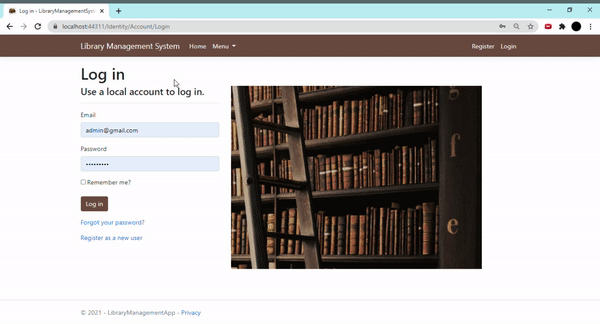 Log in - LibraryManagementSyst
localhost:44311/Identity/Account/Login
Library Management System Home Menu Register Login
Log in
Use a local account to log in.
Email
admin@gmail.com
Password
Remember me?
Log in
Forgot your password?
Register as a new user
f
e
© 2021 - LibraryManagementApp - Privacy